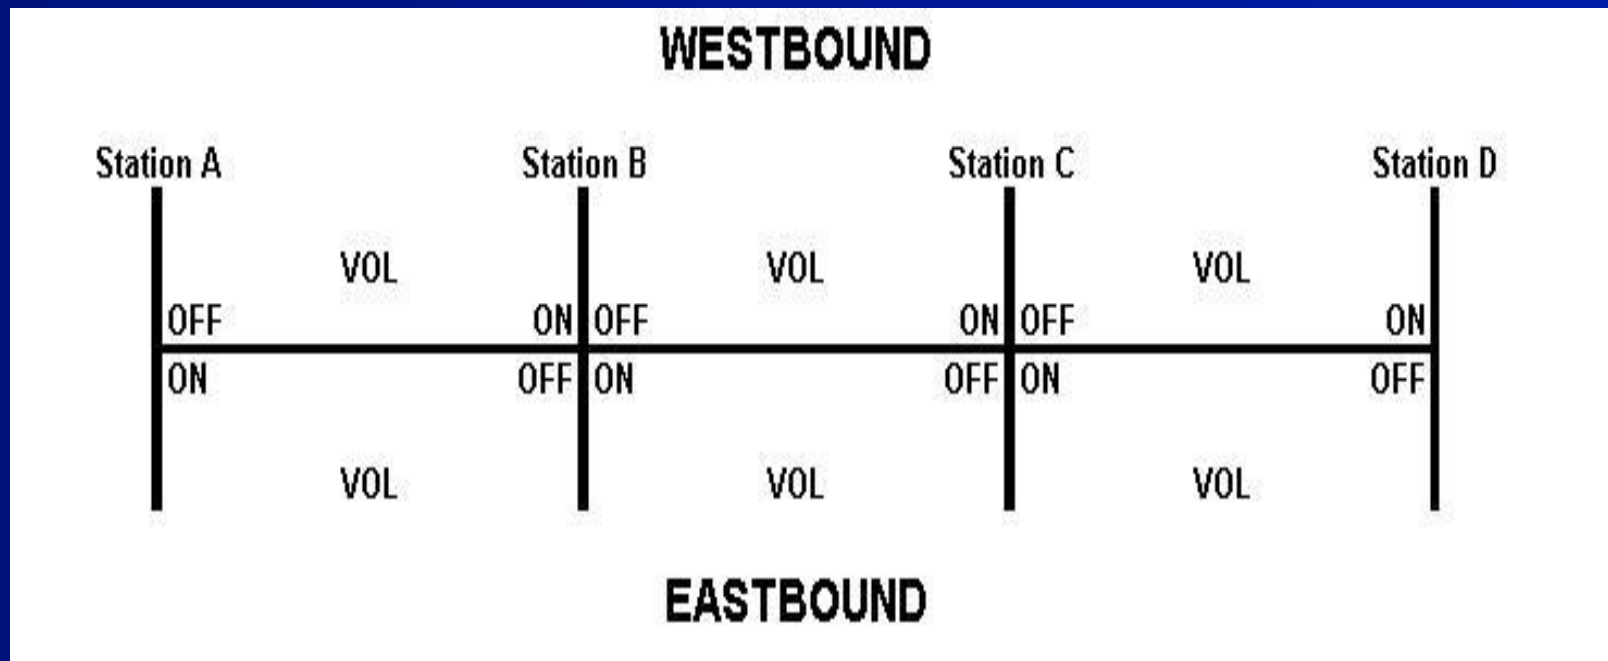 WESTBOUND
Station A Station B Station C Station D
VOL VOL VOL
OFF ON OFF ON OFF ON
ON OFF ON OFF ON OFF
VOL VOL VOL
EASTBOUND